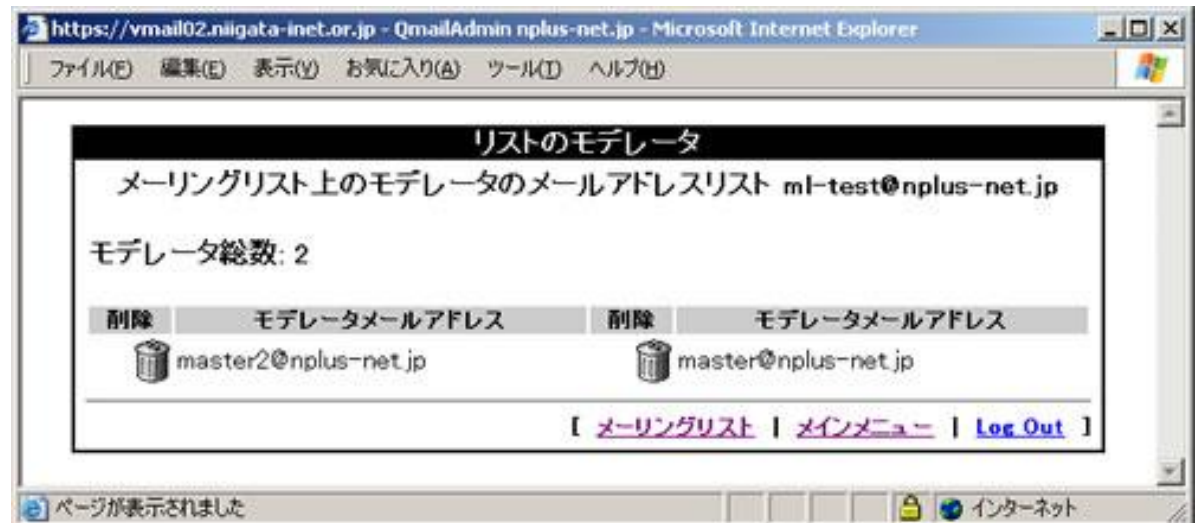 https://vmail02.niigata-inet.or.jp - QmailAdmin nplus-net.jp - Microsoft Internet Explorer
ファイル(F) 編集(E) 表示(V) お気に入り(A) ツール(T) ヘルプ(H)
リストのモデレータ
メーリングリスト上のモデレータのメールアドレスリスト ml-test@nplus-net.jp
モデレータ総数: 2
削除 モデレータメールアドレス 削除 モデレータメールアドレス
master2@nplus-net.jp master@nplus-net.jp
[ メーリングリスト | メインメニュー | Log Out ]
ページが表示されました インターネット